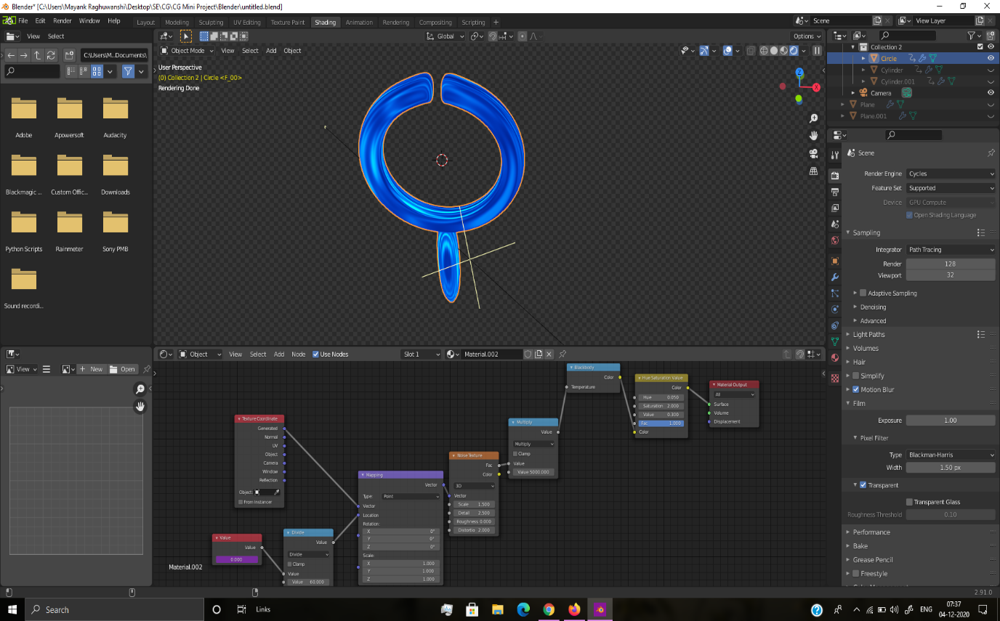 Blender* [C:\Users\Mayank Raghuwanshi\Desktop\SE\CG\CG Mini Project\Blender\untitled.blend]
File Edit Render Window Help Layout Modeling Sculpting UV Editing Texture Paint Shading Animation Rendering Compositing Scripting + Scene View Layer
View Select
Global Options
C:\Users\M...Documents\
Object Mode View Select Add Object
User Perspective
(0) Collection 2 | Circle <F_00>
Rendering Done
Z
X
Adobe Apowersoft Audacity
Blackmagic ... Custom Offic... Downloads
Python Scripts Rainmeter Sony PMB
Sound recordi...
Collection 2
Circle
Cylinder
Cylinder.001
Camera
Plane
Plane.001
Scene
Render Engine Cycles
Feature Set Supported
Device GPU Compute
Open Shading Language
Sampling
Integrator Path Tracing
Render 128
Viewport 32
Adaptive Sampling
Denoising
Advanced
Light Paths
Volumes
Hair
Simplify
Motion Blur
Film
Exposure 1.00
Pixel Filter
Type Blackman-Harris
Width 1.50 px
Transparent
Transparent Glass
Roughness Threshold 0.10
Performance
Bake
Grease Pencil
Freestyle
View + New Open
Object View Select Add Node Use Nodes Slot 1 Material.002
Texture Coordinate
Generated
Normal
UV
Object
Camera
Window
Reflection
Object:
From Instancer
Value
Value
0.000
Divide
Value
Divide
Clamp
Value
Value 60.000
Mapping
Vector
Type: Point
Vector
Location
Rotation:
X 0°
Y 0°
Z 0°
Scale:
X 1.000
Y 1.000
Z 1.000
Noise Texture
Fac
Color
3D
Vector
Scale 1.500
Detail 2.500
Roughness 0.000
Distortio 2.000
Multiply
Value
Multiply
Clamp
Value
Value 5000.000
Blackbody
Color
Temperature
Hue Saturation Value
Color
Hue 0.050
Saturation 2.000
Value 0.300
Fac 1.000
Color
Material Output
All
Surface
Volume
Displacement
Material.002
2.91.0
Search Links ENG 07:37
04-12-2020